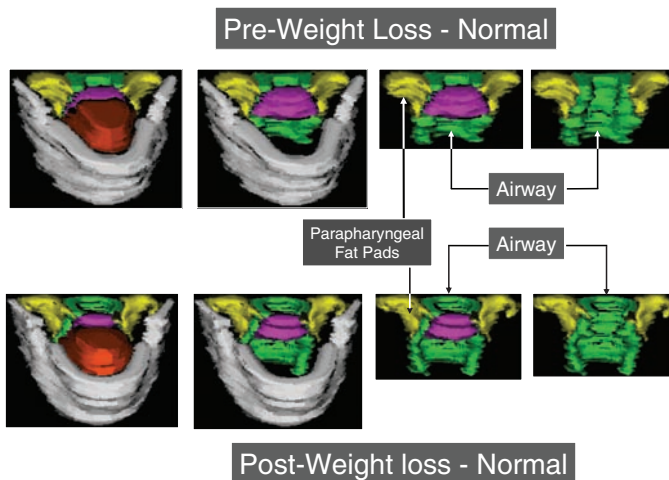 Pre-Weight Loss - Normal
Airway
Parapharyngeal
Fat Pads
Airway
Post-Weight loss - Normal